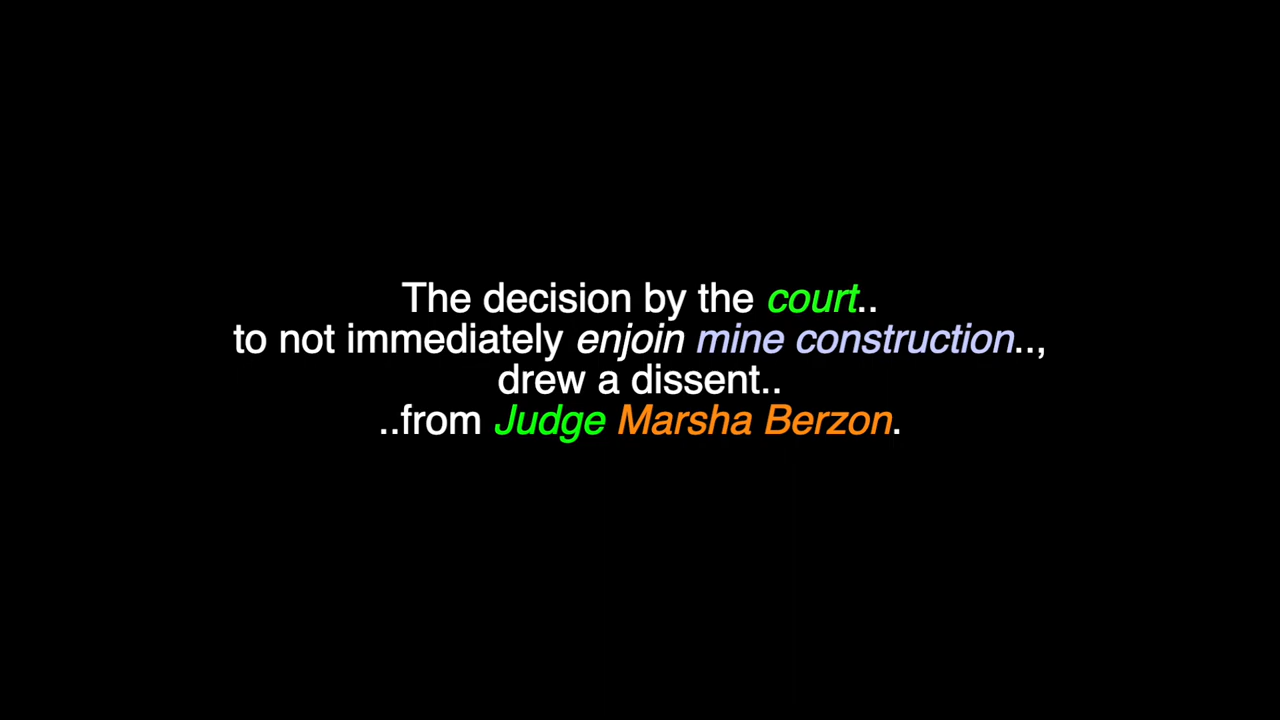 The decision by the court..
to not immediately enjoin mine construction..,
drew a dissent..
..from Judge Marsha Berzon.